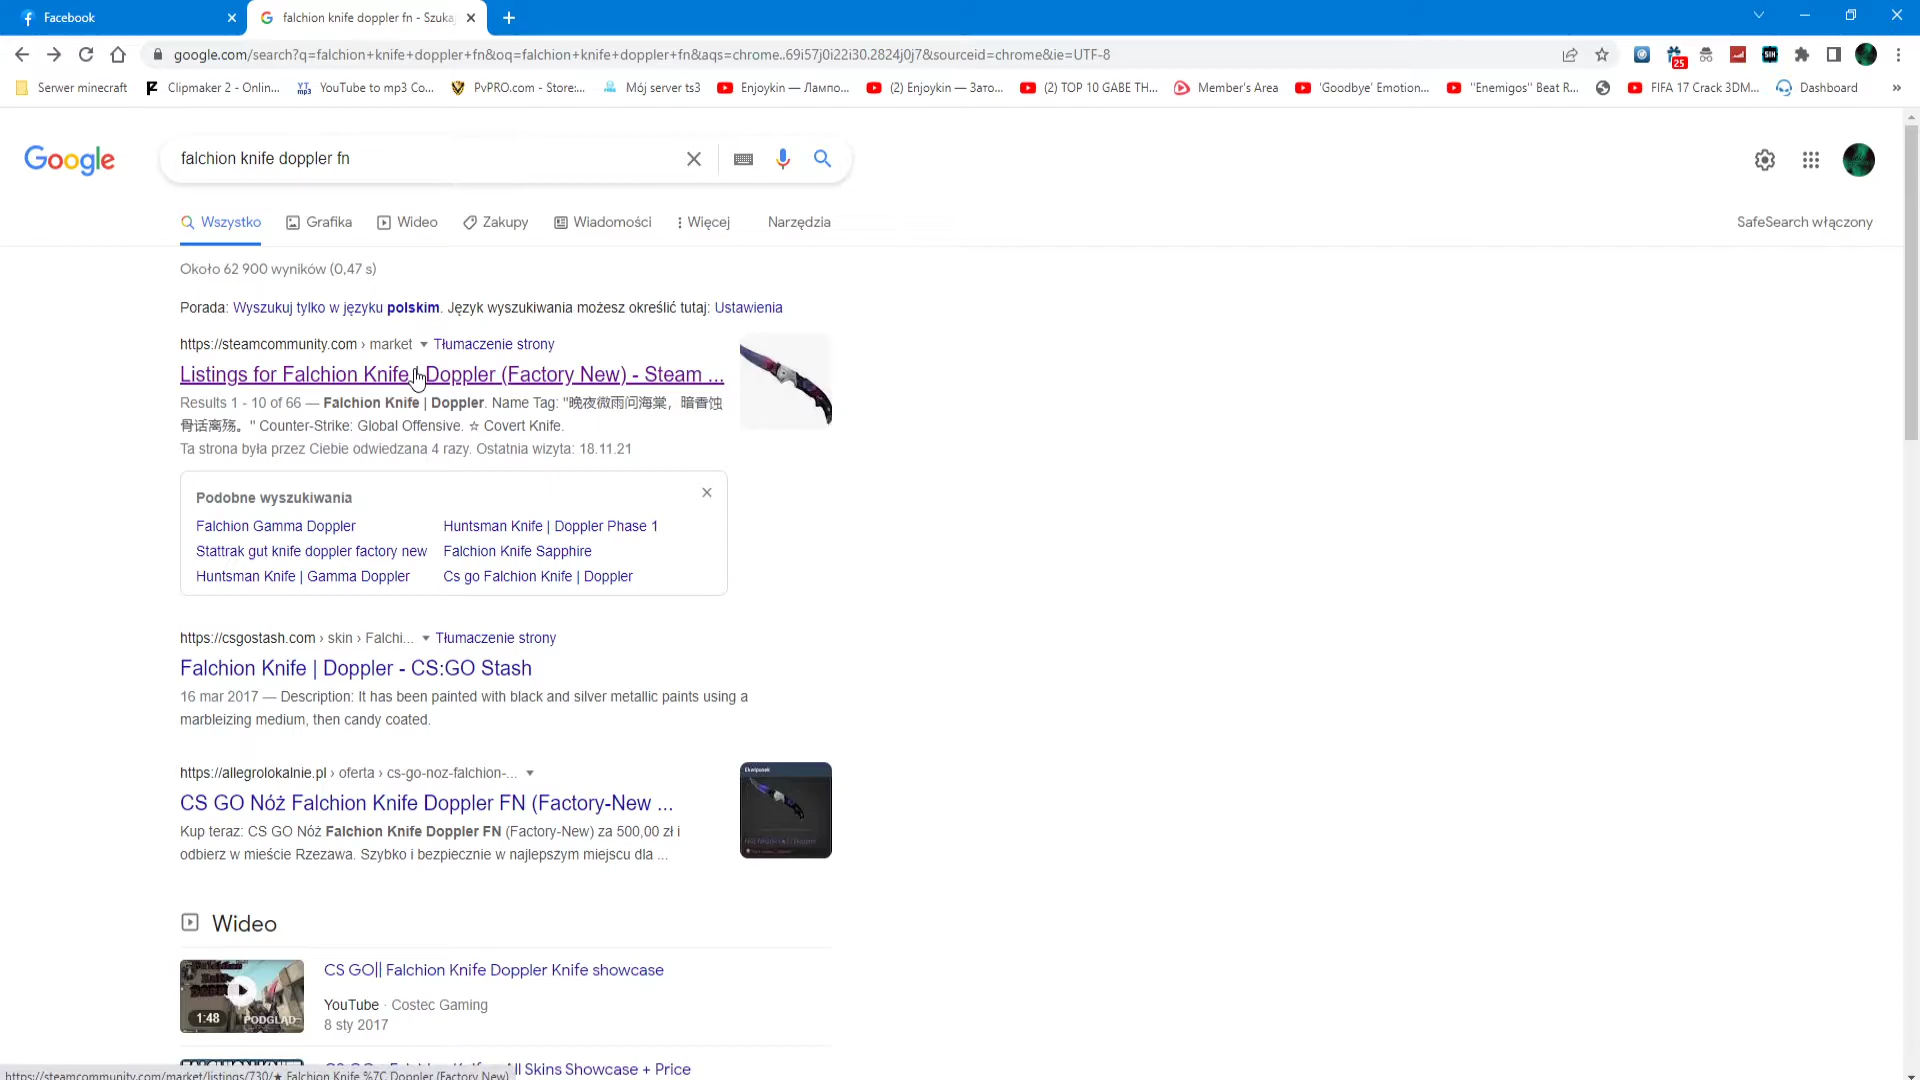 Facebook
falchion knife doppler fn - Szuka
google.com/search?q=falchion+knife+doppler+fn&oq=falchion+knife+doppler+fn&aqs=chrome..69i57j0i22i30.2824j0j7&sourceid=chrome&ie=UTF-8
25
SIH
Serwer minecraft
Clipmaker 2 - Onlin...
YouTube to mp3 Co...
PvPRO.com - Store:...
Mój server ts3
Enjoykin — Лампо...
(2) Enjoykin — Зато...
(2) TOP 10 GABE TH...
Member's Area
'Goodbye' Emotion...
"Enemigos" Beat R...
FIFA 17 Crack 3DM...
Dashboard
»
Google
falchion knife doppler fn
Wszystko
Grafika
Wideo
Zakupy
Wiadomości
Więcej
Narzędzia
SafeSearch włączony
Około 62 900 wyników (0,47 s)
Porada: Wyszukuj tylko w języku polskim. Język wyszukiwania możesz określić tutaj: Ustawienia
https://steamcommunity.com › market Tłumaczenie strony
Listings for Falchion Knife | Doppler (Factory New) - Steam ...
Results 1 - 10 of 66 — Falchion Knife | Doppler. Name Tag: "晚夜微雨问海棠，暗香蚀
骨话离殇。" Counter-Strike: Global Offensive. ☆ Covert Knife.
Ta strona była przez Ciebie odwiedzana 4 razy. Ostatnia wizyta: 18.11.21
Podobne wyszukiwania
Falchion Gamma Doppler
Huntsman Knife | Doppler Phase 1
Stattrak gut knife doppler factory new
Falchion Knife Sapphire
Huntsman Knife | Gamma Doppler
Cs go Falchion Knife | Doppler
https://csgostash.com › skin › Falchi... Tłumaczenie strony
Falchion Knife | Doppler - CS:GO Stash
16 mar 2017 — Description: It has been painted with black and silver metallic paints using a
marbleizing medium, then candy coated.
https://allegrolokalnie.pl › oferta › cs-go-noz-falchion-...
CS GO Nóż Falchion Knife Doppler FN (Factory-New ...
Kup teraz: CS GO Nóż Falchion Knife Doppler FN (Factory-New) za 500,00 zł i
odbierz w mieście Rzezawa. Szybko i bezpiecznie w najlepszym miejscu dla ...
Wideo
CS GO|| Falchion Knife Doppler Knife showcase
YouTube · Costec Gaming
8 sty 2017
1:48
PODGLĄD
All Skins Showcase + Price
https://steamcommunity.com/market/listings/730/★ Falchion Knife %7C Doppler (Factory New)